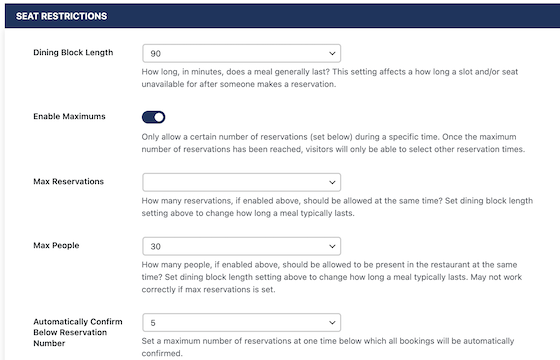 SEAT RESTRICTIONS
Dining Block Length
90
How long, in minutes, does a meal generally last? This setting affects a how long a slot and/or seat
unavailable for after someone makes a reservation.
Enable Maximums
Only allow a certain number of reservations (set below) during a specific time. Once the maximum
number of reservations has been reached, visitors will only be able to select other reservation times.
Max Reservations
How many reservations, if enabled above, should be allowed at the same time? Set dining block length
setting above to change how long a meal typically lasts.
Max People
30
How many people, if enabled above, should be allowed to be present in the restaurant at the same
time? Set dining block length setting above to change how long a meal typically lasts. May not work
correctly if max reservations is set.
Automatically Confirm
Below Reservation
Number
5
Set a maximum number of reservations at one time below which all bookings will be automatically
confirmed.